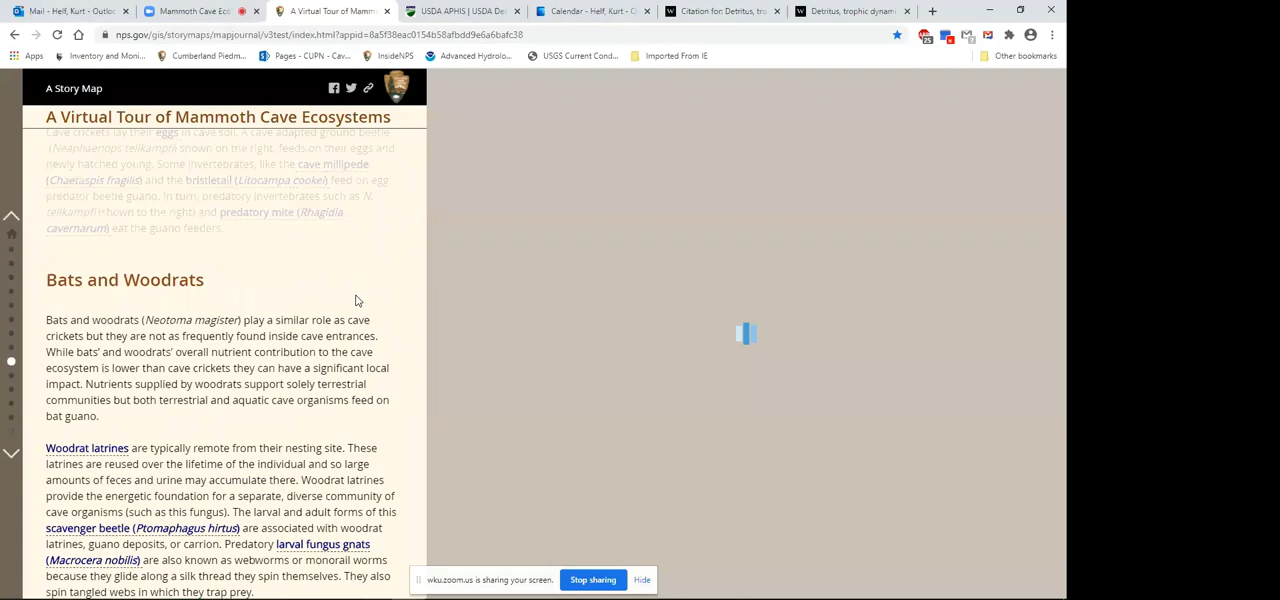 Mail - Helf, Kurt - Outlo
Mammoth Cave Eco
A Virtual Tour of Mamm
USDA APHIS | USDA De
Calendar - Helf, Kurt - O
Citation for: Detritus, tro
Detritus, trophic dynami
nps.gov/gis/storymaps/mapjournal/v3test/index.html?appid=8a5f38eac0154b58afbdd9e6a6bafc38
Apps
Inventory and Moni...
Cumberland Piedm...
Pages - CUPN - Cav...
InsideNPS
Advanced Hydrolo...
USGS Current Cond...
Imported From IE
Other bookmarks
A Story Map
A Virtual Tour of Mammoth Cave Ecosystems
Cave crickets lay their eggs in cave soil. A cave adapted ground beetle
(Neaphaenops tellkampfi) shown on the right, feeds on their eggs and
newly hatched young. Some invertebrates, like the cave millipede
(Chaetaspis fragilis) and the bristletail (Litocampa cookei) feed on egg
predator beetle guano. In turn, predatory invertebrates such as N.
tellkampfi (shown to the right) and predatory mite (Rhagidia
cavernarum) eat the guano feeders.
Bats and Woodrats
Bats and woodrats (Neotoma magister) play a similar role as cave
crickets but they are not as frequently found inside cave entrances.
While bats' and woodrats' overall nutrient contribution to the cave
ecosystem is lower than cave crickets they can have a significant local
impact. Nutrients supplied by woodrats support solely terrestrial
communities but both terrestrial and aquatic cave organisms feed on
bat guano.
Woodrat latrines are typically remote from their nesting site. These
latrines are reused over the lifetime of the individual and so large
amounts of feces and urine may accumulate there. Woodrat latrines
provide the energetic foundation for a separate, diverse community of
cave organisms (such as this fungus). The larval and adult forms of this
scavenger beetle (Ptomaphagus hirtus) are associated with woodrat
latrines, guano deposits, or carrion. Predatory larval fungus gnats
(Macrocera nobilis) are also known as webworms or monorail worms
because they glide along a silk thread they spin themselves. They also
spin tangled webs in which they trap prey.
wku.zoom.us is sharing your screen.
Stop sharing
Hide